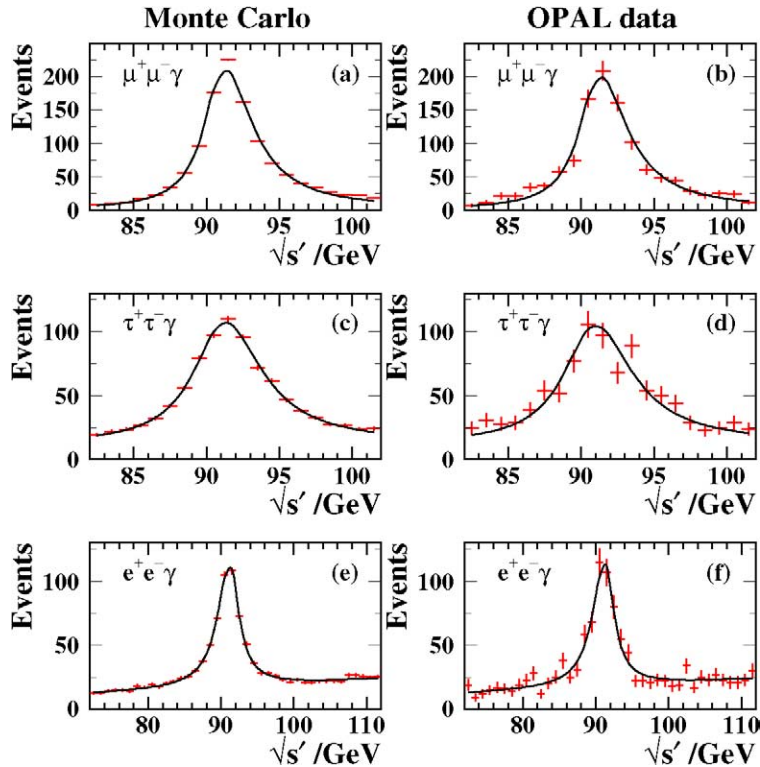 Monte Carlo OPAL data
Events 200 150 100 50 0 μ⁺μ⁻γ (a)
85 90 95 100
√s′ /GeV
Events 200 150 100 50 0 μ⁺μ⁻γ (b)
85 90 95 100
√s′ /GeV
Events 100 50 0 τ⁺τ⁻γ (c)
85 90 95 100
√s′ /GeV
Events 100 50 0 τ⁺τ⁻γ (d)
85 90 95 100
√s′ /GeV
Events 100 50 0 e⁺e⁻γ (e)
80 90 100 110
√s′ /GeV
Events 100 50 0 e⁺e⁻γ (f)
80 90 100 110
√s′ /GeV